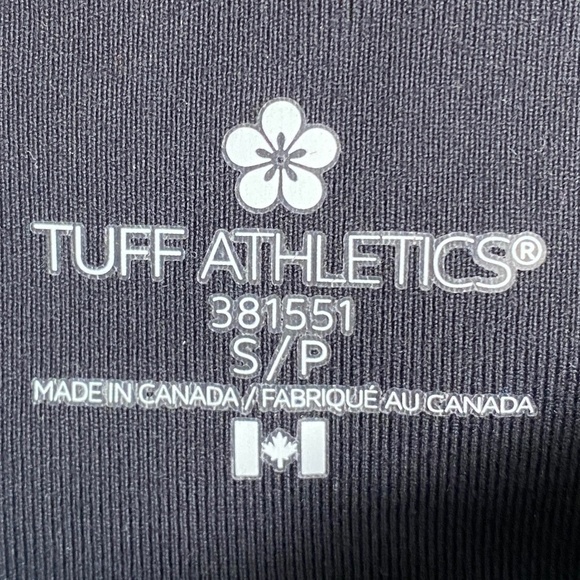 TUFF ATHLETICS®
381551
S/P
MADE IN CANADA / FABRIQUÉ AU CANADA